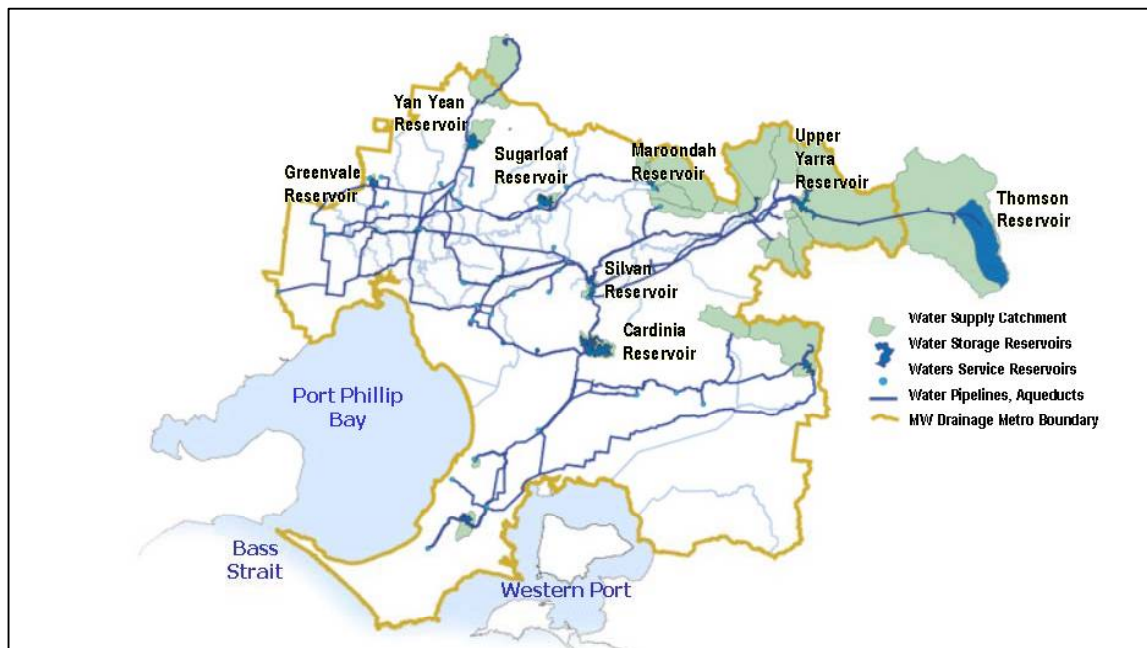 Yan Yean
Reservoir
Sugarloaf
Reservoir
Maroondah
Reservoir
Upper
Yarra
Reservoir
Greenvale
Reservoir
Thomson
Reservoir
Silvan
Reservoir
Cardinia
Reservoir
Water Supply Catchment
Water Storage Reservoirs
Waters Service Reservoirs
Water Pipelines, Aqueducts
MW Drainage Metro Boundary
Port Phillip
Bay
Bass
Strait
Western Port